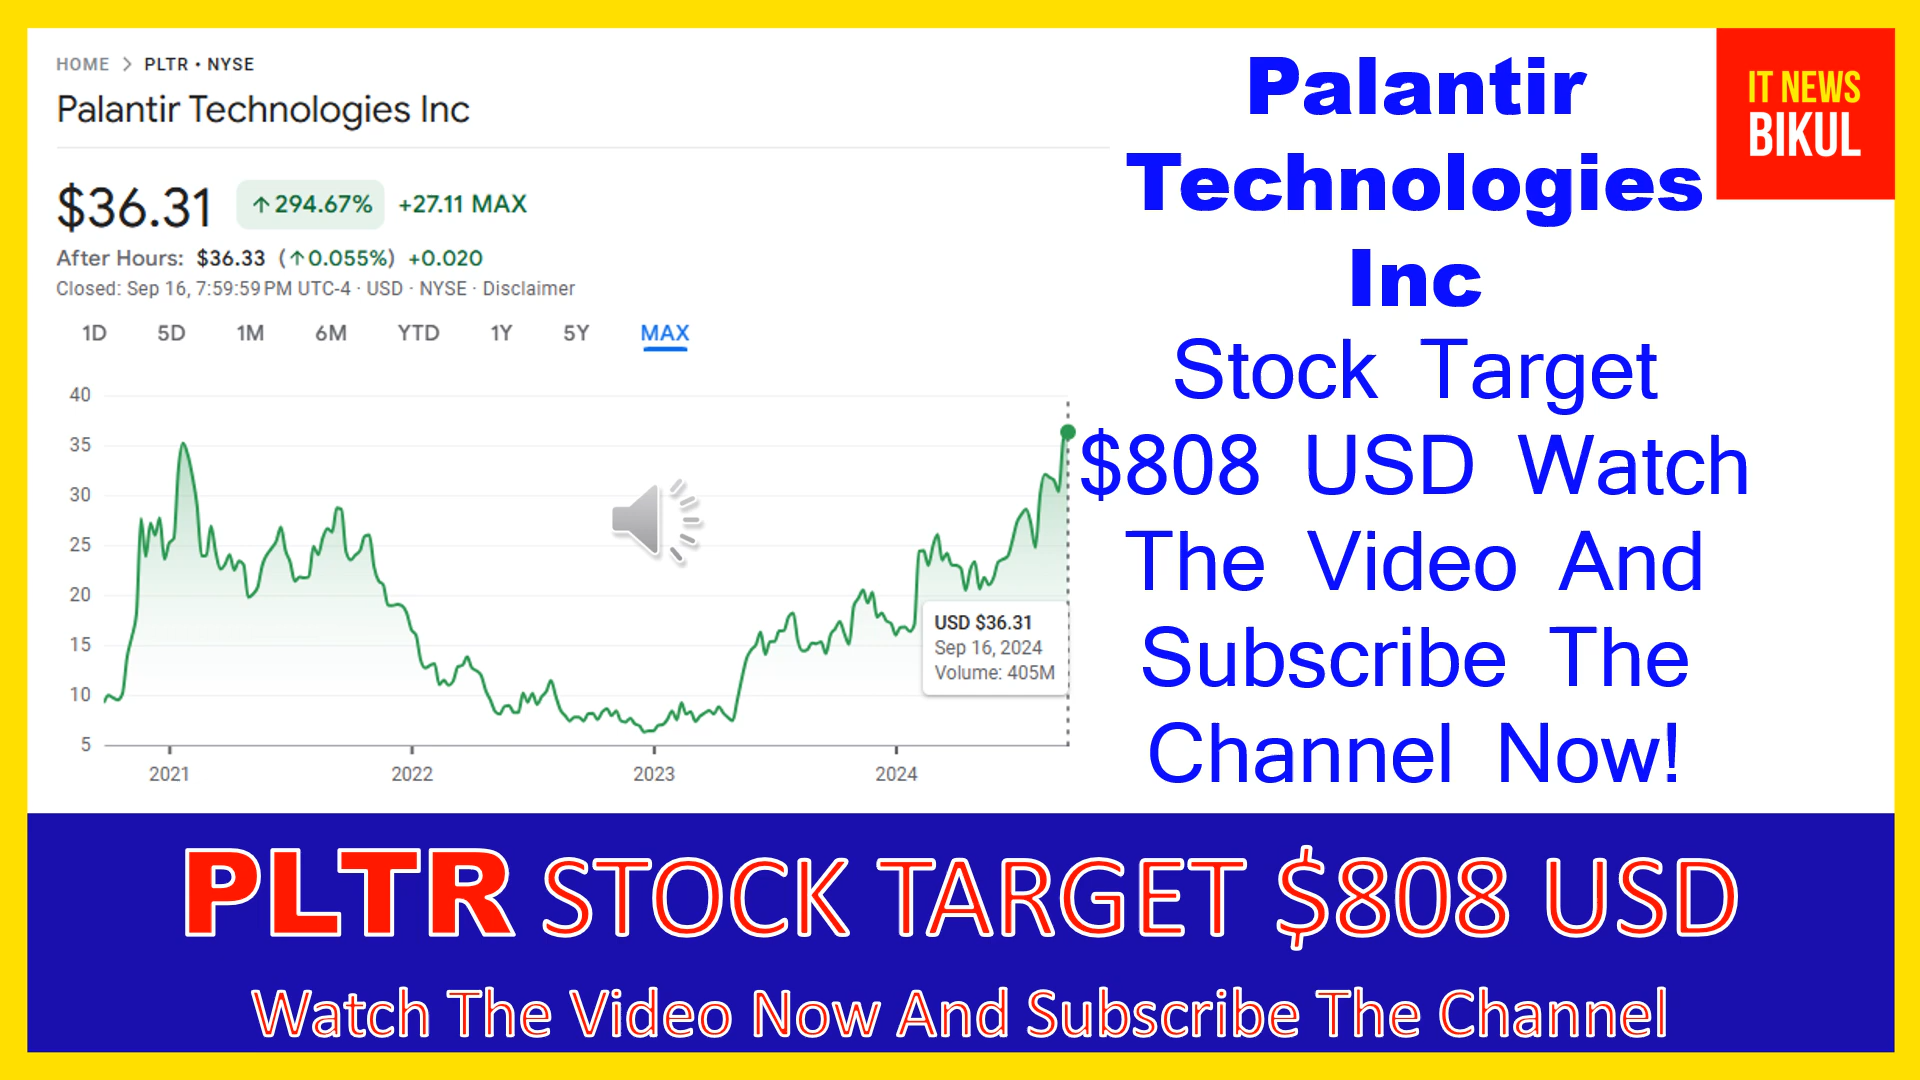 HOME > PLTR • NYSE
Palantir Technologies Inc
$36.31 ↑294.67% +27.11 MAX
After Hours: $36.33 (↑0.055%) +0.020
Closed: Sep 16, 7:59:59 PM UTC-4 · USD · NYSE · Disclaimer
1D 5D 1M 6M YTD 1Y 5Y MAX
40
35
30
25
20
15
10
5
2021 2022 2023 2024
USD $36.31
Sep 16, 2024
Volume: 405M
Palantir
Technologies
Inc
Stock Target
$808 USD Watch
The Video And
Subscribe The
Channel Now!
IT NEWS
BIKUL
PLTR STOCK TARGET $808 USD
Watch The Video Now And Subscribe The Channel